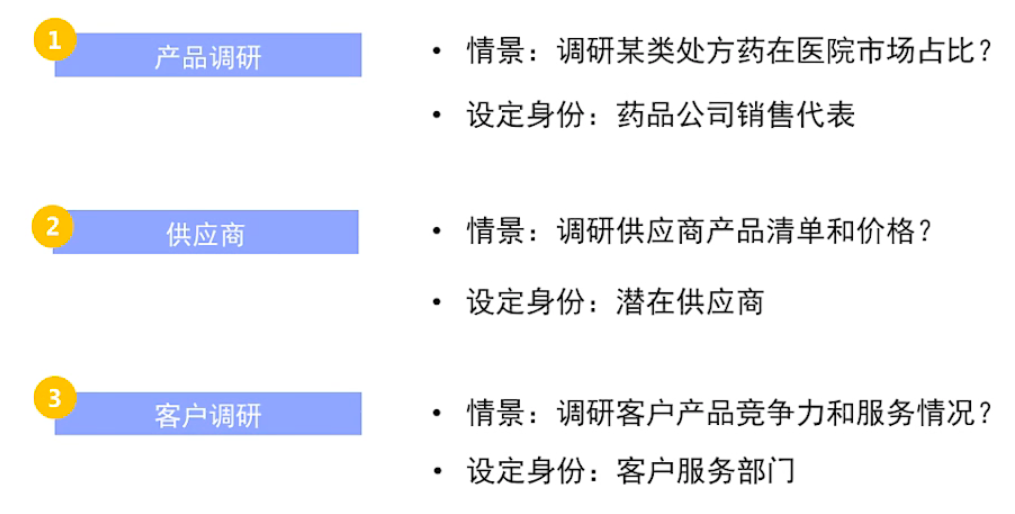 1
产品调研
• 情景：调研某类处方药在医院市场占比？
• 设定身份：药品公司销售代表
2
供应商
• 情景：调研供应商产品清单和价格？
• 设定身份：潜在供应商
3
客户调研
• 情景：调研客户产品竞争力和服务情况？
• 设定身份：客户服务部门